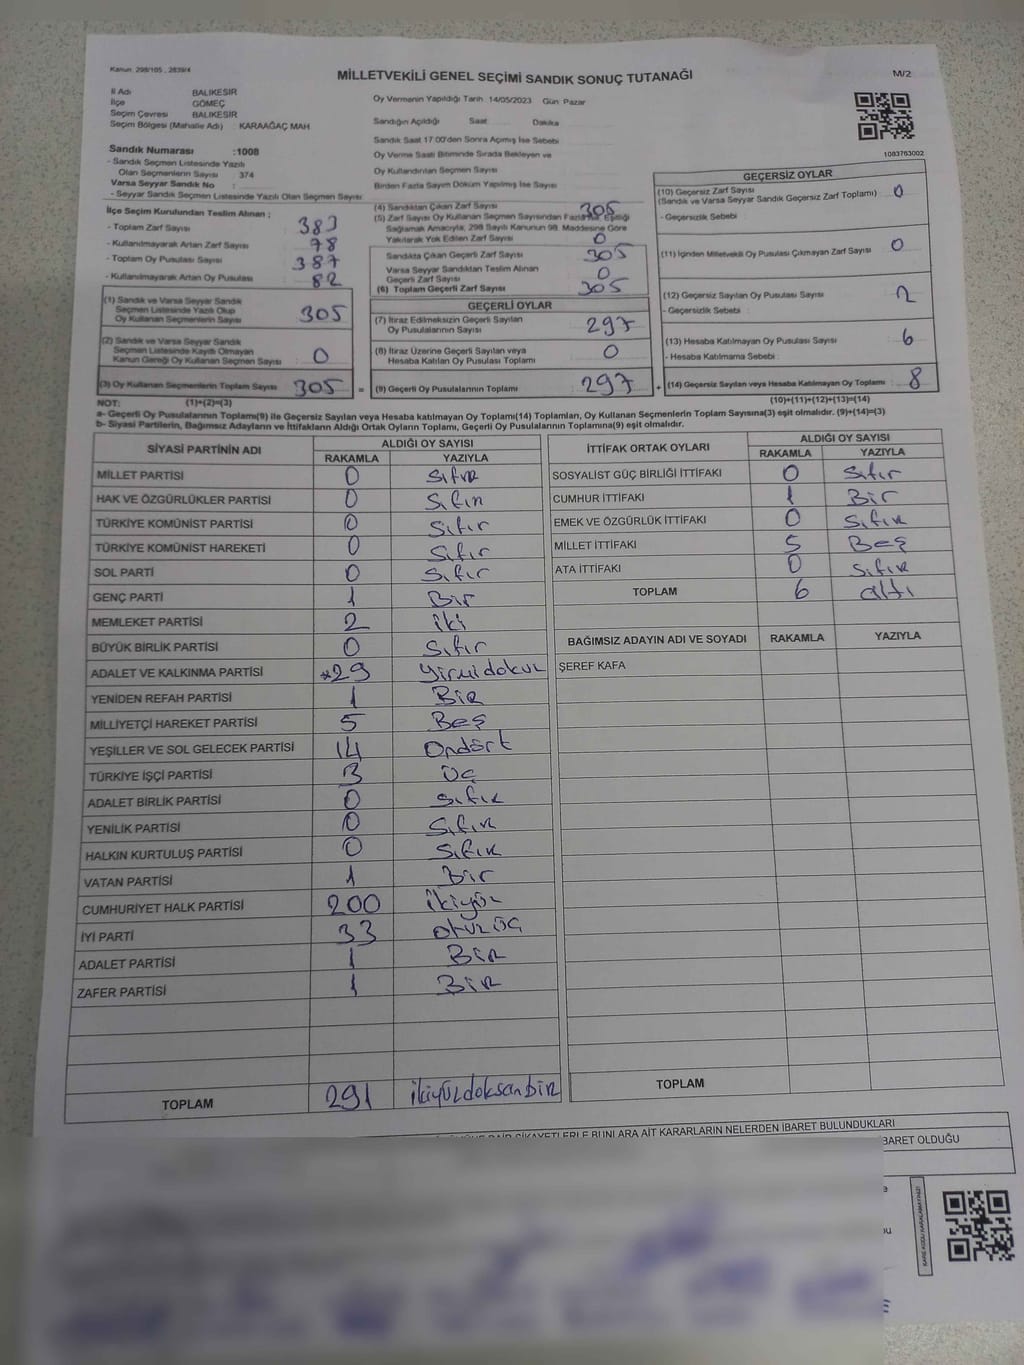 Kanun: 298/105, 2839/4
MİLLETVEKİLİ GENEL SEÇİMİ SANDIK SONUÇ TUTANAĞI
M/2
İl Adı BALIKESİR
İlçe GÖMEÇ
Seçim Çevresi BALIKESİR
Seçim Bölgesi (Mahalle Adı) : KARAAĞAÇ MAH
Sandık Numarası :1008
- Sandık Seçmen Listesinde Yazılı
Olan Seçmenlerin Sayısı : 374
Varsa Seyyar Sandık No :
- Seyyar Sandık Seçmen Listesinde Yazılı Olan Seçmen Sayısı:
Oy Vermenin Yapıldığı Tarih :14/05/2023 Gün :Pazar
Sandığın Açıldığı Saat Dakika
Sandık Saat 17:00'den Sonra Açılmış İse Sebebi
Oy Verme Saati Bitiminde Sırada Bekleyen ve
Oy Kullandırılan Seçmen Sayısı
Birden Fazla Sayım Döküm Yapılmış İse Sayısı
1083763002
İlçe Seçim Kurulundan Teslim Alınan ;
- Toplam Zarf Sayısı 383
- Kullanılmayarak Artan Zarf Sayısı 78
- Toplam Oy Pusulası Sayısı 387
- Kullanılmayarak Artan Oy Pusulası 82
(1) Sandık ve Varsa Seyyar Sandık
Seçmen Listesinde Yazılı Olup
Oy Kullanan Seçmenlerin Sayısı 305
(2) Sandık ve Varsa Seyyar Sandık
Seçmen Listesinde Kayıtlı Olmayan
Kanun Gereği Oy Kullanan Seçmen Sayısı 0
(3) Oy Kullanan Seçmenlerin Toplam Sayısı 305 =
(4) Sandıktan Çıkan Zarf Sayısı 305
(5) Zarf Sayısı Oy Kullanan Seçmen Sayısından Fazla İse, Eşitliği
Sağlamak Amacıyla; 298 Sayılı Kanunun 98. Maddesine Göre
Yakılarak Yok Edilen Zarf Sayısı 0
Sandıkta Çıkan Geçerli Zarf Sayısı 305
Varsa Seyyar Sandıktan Teslim Alınan
Geçerli Zarf Sayısı 0
(6) Toplam Geçerli Zarf Sayısı 305
GEÇERLİ OYLAR
(7) İtiraz Edilmeksizin Geçerli Sayılan
Oy Pusulalarının Sayısı 297
(8) İtiraz Üzerine Geçerli Sayılan veya
Hesaba Katılan Oy Pusulaları Toplamı 0
(9) Geçerli Oy Pusulalarının Toplamı 297 +
GEÇERSİZ OYLAR
(10) Geçersiz Zarf Sayısı
(Sandık ve Varsa Seyyar Sandık Geçersiz Zarf Toplamı) 0
- Geçersizlik Sebebi :
(11) İçinden Milletvekili Oy Pusulası Çıkmayan Zarf Sayısı 0
(12) Geçersiz Sayılan Oy Pusulası Sayısı 2
- Geçersizlik Sebebi :
(13) Hesaba Katılmayan Oy Pusulası Sayısı 6
- Hesaba Katılmama Sebebi :
(14) Geçersiz Sayılan veya Hesaba Katılmayan Oy Toplamı 8
NOT: (1)+(2)=(3) (10)+(11)+(12)+(13)=(14)
a- Geçerli Oy Pusulalarının Toplamı(9) ile Geçersiz Sayılan veya Hesaba katılmayan Oy Toplamı(14) Toplamları, Oy Kullanan Seçmenlerin Toplam Sayısına(3) eşit olmalıdır. (9)+(14)=(3)
b- Siyasi Partilerin, Bağımsız Adayların ve İttifakların Aldığı Ortak Oyların Toplamı, Geçerli Oy Pusulalarının Toplamına(9) eşit olmalıdır.
SİYASİ PARTİNİN ADI ALDIĞI OY SAYISI
RAKAMLA YAZIYLA
MİLLET PARTİSİ 0 Sıfır
HAK VE ÖZGÜRLÜKLER PARTİSİ 0 Sıfır
TÜRKİYE KOMÜNİST PARTİSİ 0 Sıfır
TÜRKİYE KOMÜNİST HAREKETİ 0 Sıfır
SOL PARTİ 0 Sıfır
GENÇ PARTİ 1 Bir
MEMLEKET PARTİSİ 2 iki
BÜYÜK BİRLİK PARTİSİ 0 Sıfır
ADALET VE KALKINMA PARTİSİ *29 Yirmidokuz
YENİDEN REFAH PARTİSİ 1 Bir
MİLLİYETÇİ HAREKET PARTİSİ 5 Beş
YEŞİLLER VE SOL GELECEK PARTİSİ 14 Ondört
TÜRKİYE İŞÇİ PARTİSİ 3 üç
ADALET BİRLİK PARTİSİ 0 Sıfır
YENİLİK PARTİSİ 0 Sıfır
HALKIN KURTULUŞ PARTİSİ 0 Sıfır
VATAN PARTİSİ 1 Bir
CUMHURİYET HALK PARTİSİ 200 ikiyüz
İYİ PARTİ 33 otuzüç
ADALET PARTİSİ 1 Bir
ZAFER PARTİSİ 1 Bir
TOPLAM 291 ikiyüzdoksanbir
İTTİFAK ORTAK OYLARI ALDIĞI OY SAYISI
RAKAMLA YAZIYLA
SOSYALİST GÜÇ BİRLİĞİ İTTİFAKI 0 Sıfır
CUMHUR İTTİFAKI 1 Bir
EMEK VE ÖZGÜRLÜK İTTİFAKI 0 Sıfır
MİLLET İTTİFAKI 5 Beş
ATA İTTİFAKI 0 Sıfır
TOPLAM 6 altı
BAĞIMSIZ ADAYIN ADI VE SOYADI RAKAMLA YAZIYLA
ŞEREF KAFA
TOPLAM
ŞİKAYETLERLE BUNLARA AİT KARARLARIN NELERDEN İBARET BULUNDUKLARI
İBARET OLDUĞU
KARE KODU KARALAMAYINIZ!